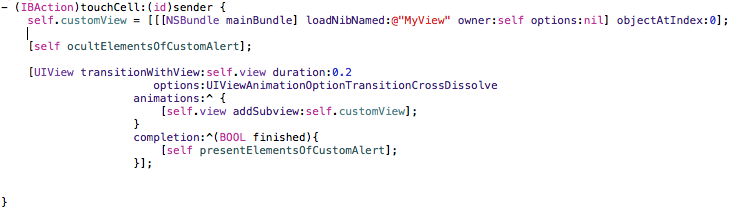 - (IBAction)touchCell:(id)sender {
    self.customView = [[[NSBundle mainBundle] loadNibNamed:@"MyView" owner:self options:nil] objectAtIndex:0];
    [self ocultElementsOfCustomAlert];
    [UIView transitionWithView:self.view duration:0.2
                       options:UIViewAnimationOptionTransitionCrossDissolve
                    animations:^ {
                        [self.view addSubview:self.customView];
                    }
                    completion:^(BOOL finished){
                        [self presentElementsOfCustomAlert];
                    }];
}